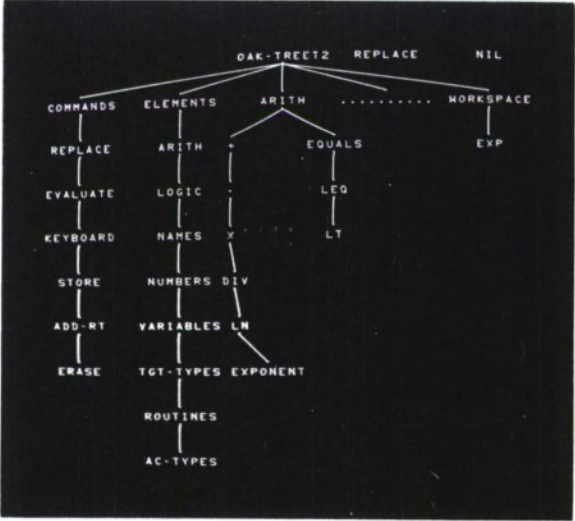 OAK-TREET2 REPLACE NIL
COMMANDS ELEMENTS ARITH .......... WORKSPACE
REPLACE ARITH + EQUALS EXP
EVALUATE LOGIC - LEQ
KEYBOARD NAMES X ...... LT
STORE NUMBERS DIV
ADD-RT VARIABLES LN
ERASE TGT-TYPES EXPONENT
ROUTINES
AC-TYPES